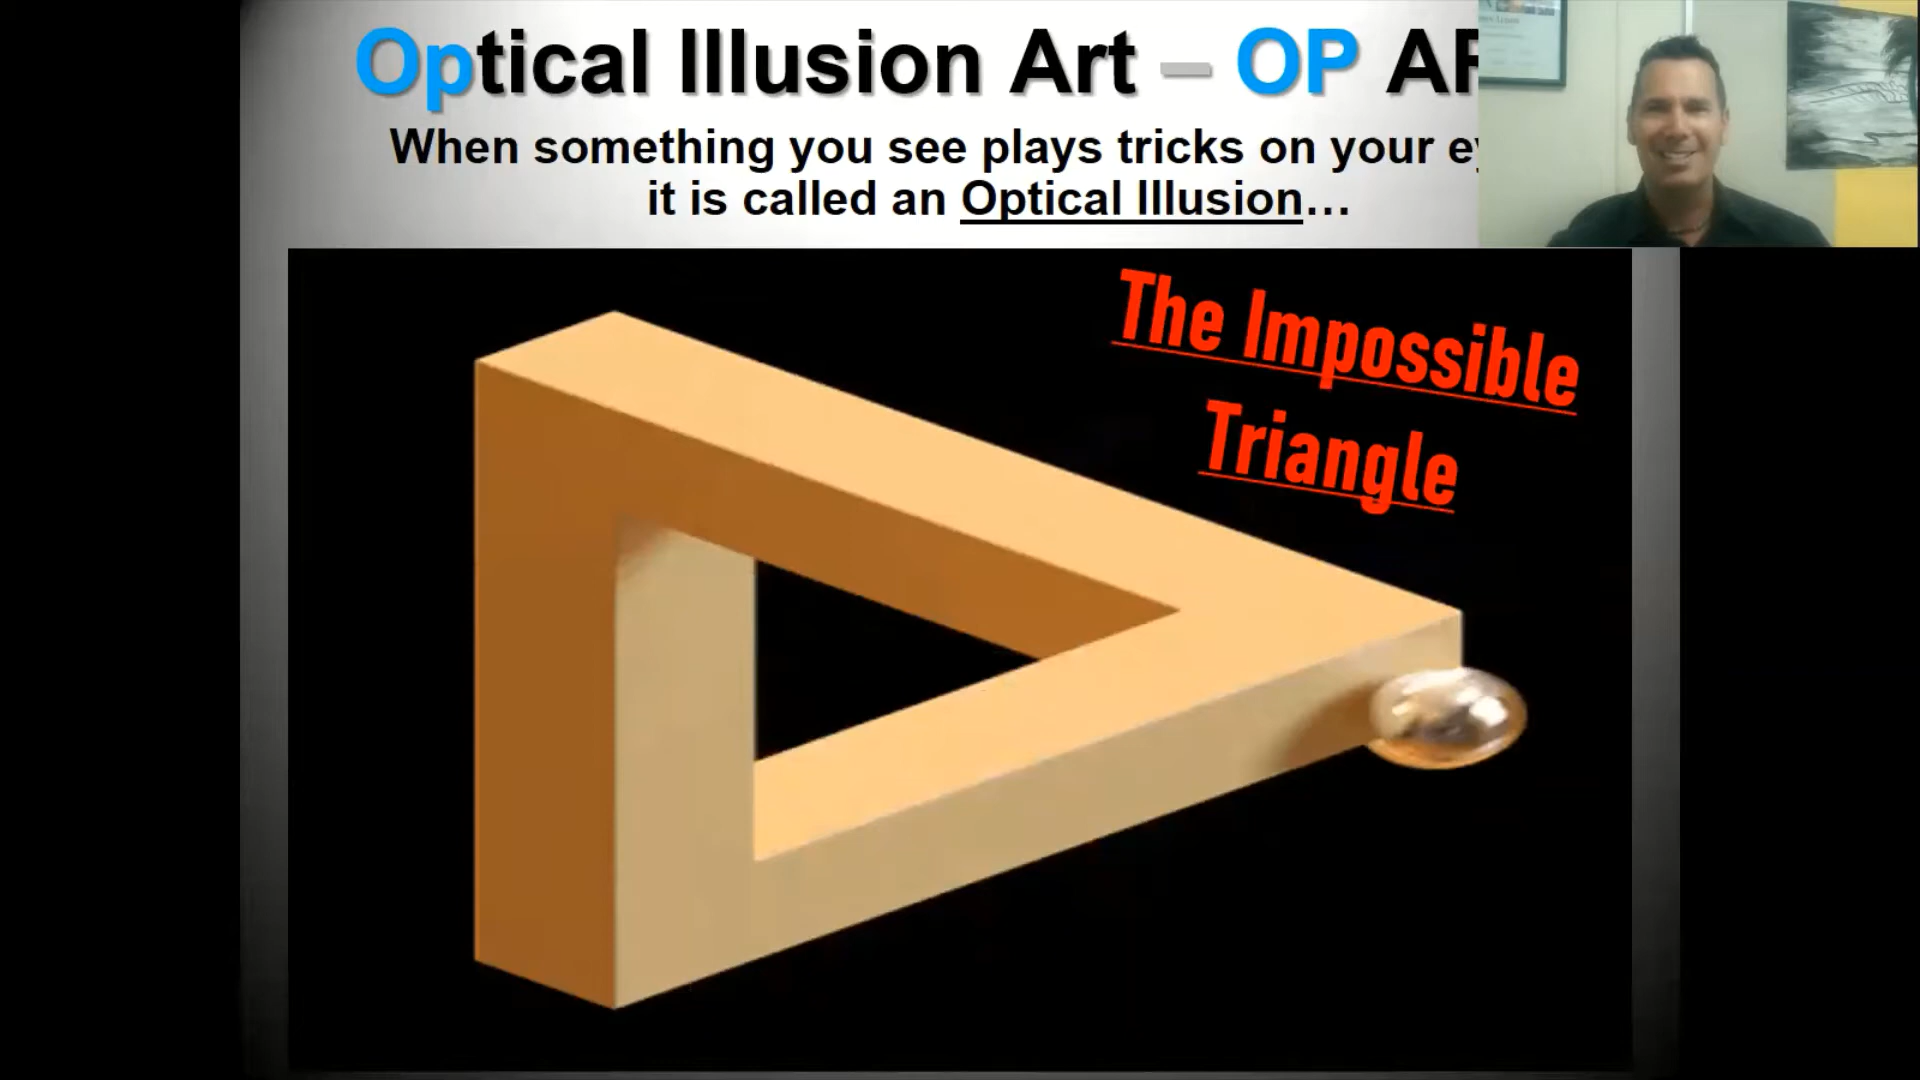 Optical Illusion Art – OP
When something you see plays tricks on your
it is called an Optical Illusion...
The Impossible
Triangle